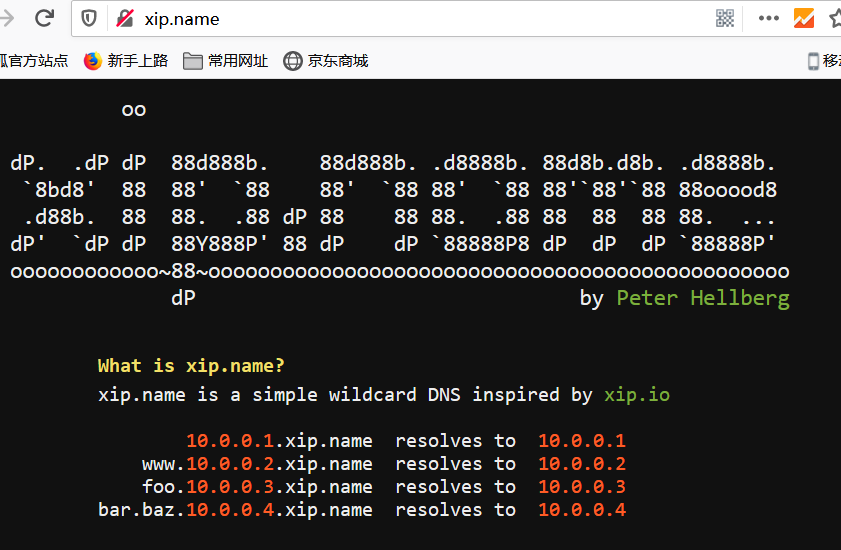 xip.name
狐官方站点 新手上路 常用网址 京东商城 移动
oo
dP.  .dP dP  88d888b.    88d888b. .d8888b. 88d8b.d8b. .d8888b.
 `8bd8'  88  88'  `88    88'  `88 88'  `88 88'`88'`88 88ooood8
 .d88b.  88  88.  .88 dP 88    88 88.  .88 88  88  88 88.  ...
dP'  `dP dP  88Y888P' 88 dP    dP `88888P8 dP  dP  dP `88888P'
oooooooooooo~88~ooooooooooooooooooooooooooooooooooooooooooooooo
dP by Peter Hellberg
What is xip.name?
xip.name is a simple wildcard DNS inspired by xip.io
10.0.0.1.xip.name resolves to 10.0.0.1
www.10.0.0.2.xip.name resolves to 10.0.0.2
foo.10.0.0.3.xip.name resolves to 10.0.0.3
bar.baz.10.0.0.4.xip.name resolves to 10.0.0.4